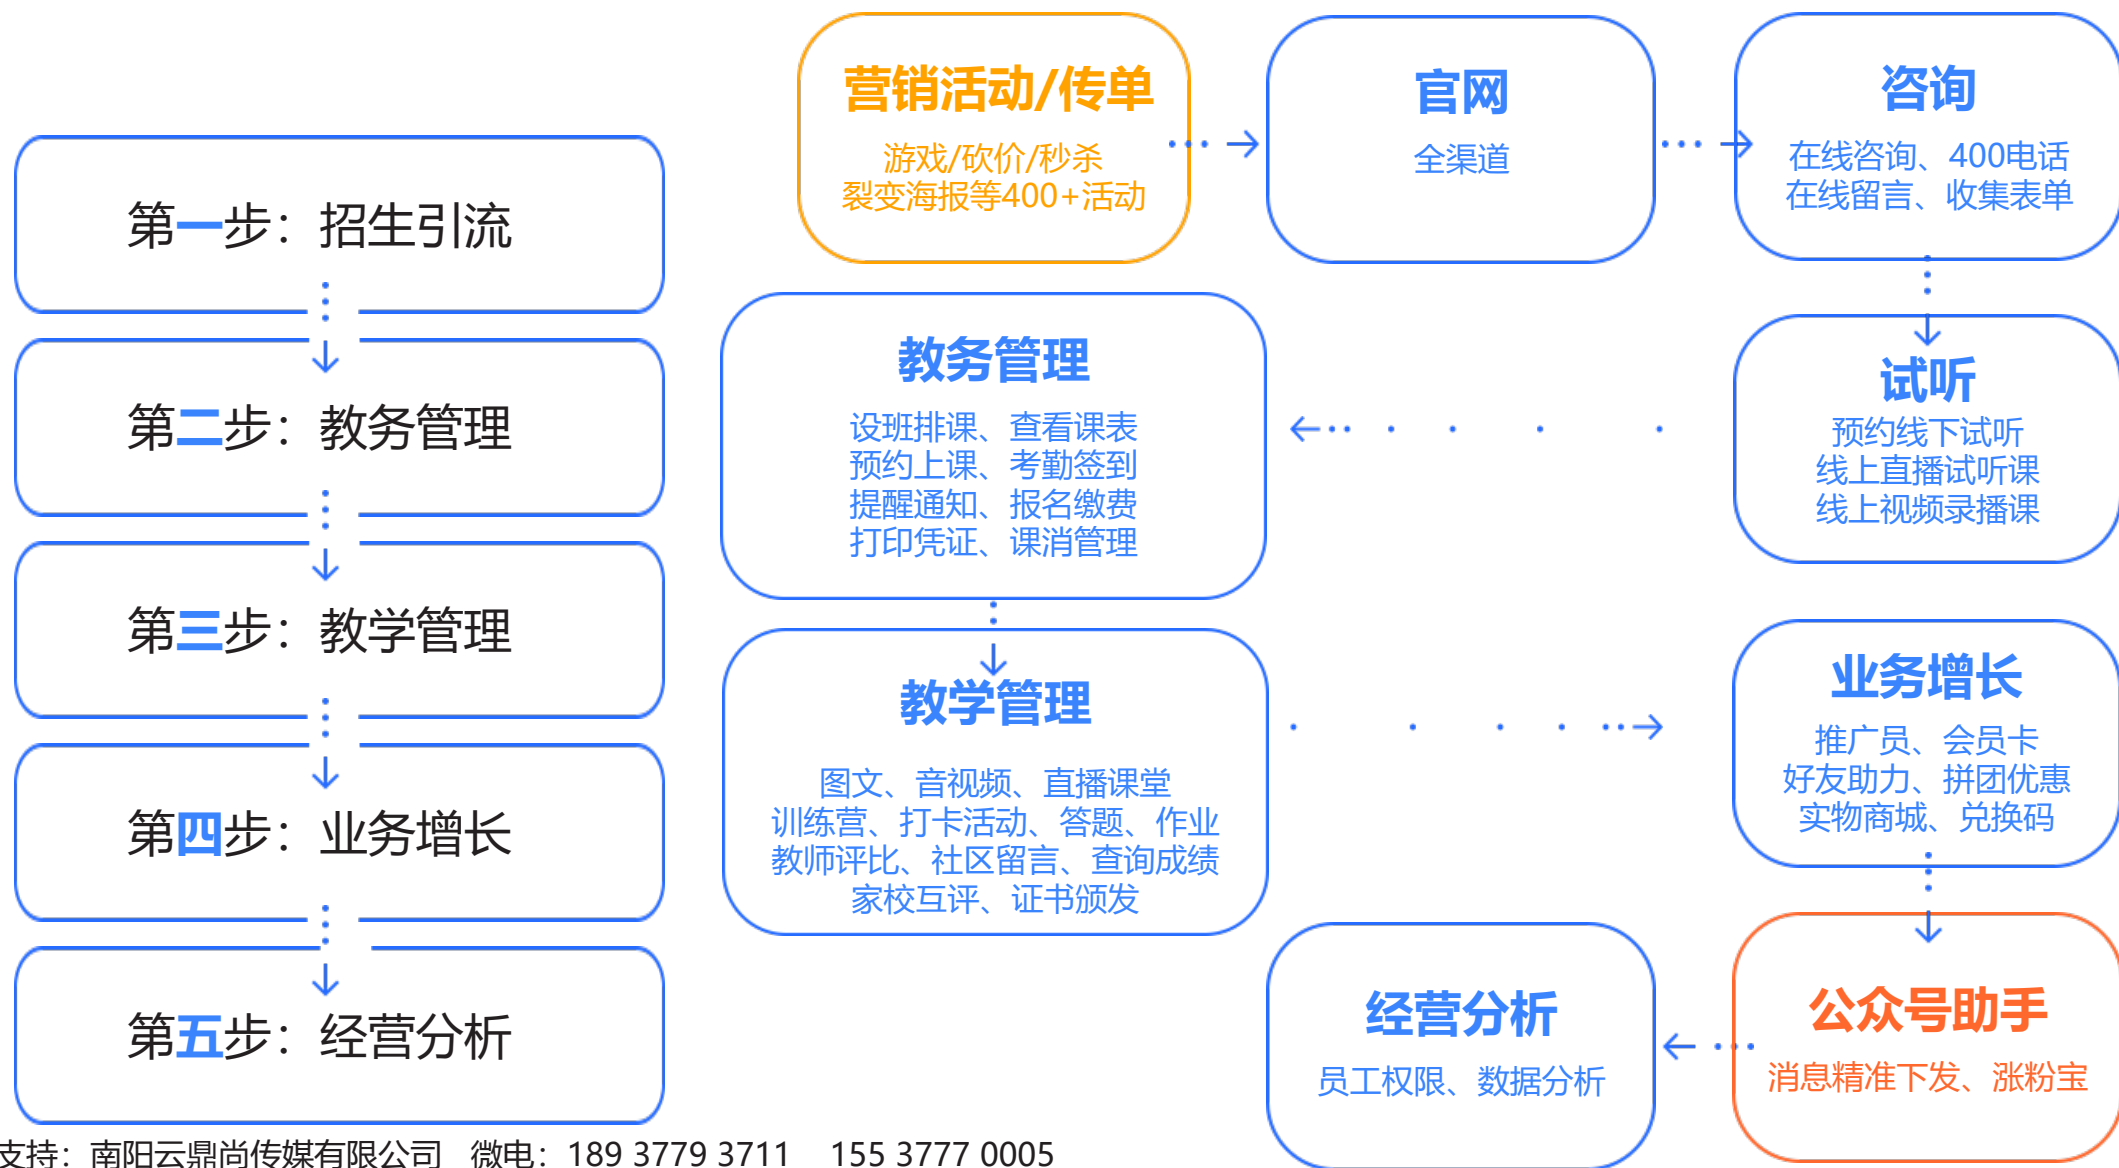 第一步：招生引流
第二步：教务管理
第三步：教学管理
第四步：业务增长
第五步：经营分析
营销活动/传单
游戏/砍价/秒杀
裂变海报等400+活动
官网
全渠道
咨询
在线咨询、400电话
在线留言、收集表单
试听
预约线下试听
线上直播试听课
线上视频录播课
教务管理
设班排课、查看课表
预约上课、考勤签到
提醒通知、报名缴费
打印凭证、课消管理
教学管理
图文、音视频、直播课堂
训练营、打卡活动、答题、作业
教师评比、社区留言、查询成绩
家校互评、证书颁发
业务增长
推广员、会员卡
好友助力、拼团优惠
实物商城、兑换码
公众号助手
消息精准下发、涨粉宝
经营分析
员工权限、数据分析
支持：南阳云鼎尚传媒有限公司 微电：189 3779 3711 155 3777 0005